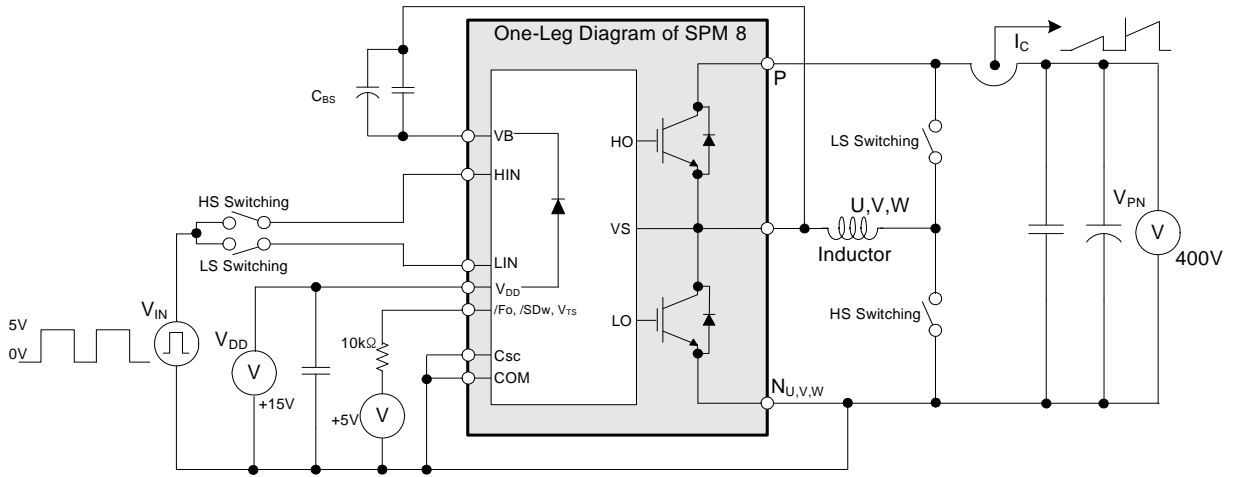 One-Leg Diagram of SPM 8
I_C
P
C_BS
VB
HO
LS Switching
HIN
HS Switching
U,V,W
V_PN
VS
V
LS Switching
Inductor
400V
LIN
V_DD
V_IN
/Fo, /SDw, V_TS
LO
HS Switching
5V
0V
V_DD
10kΩ
Csc
V
COM
N_U,V,W
+15V
+5V
V